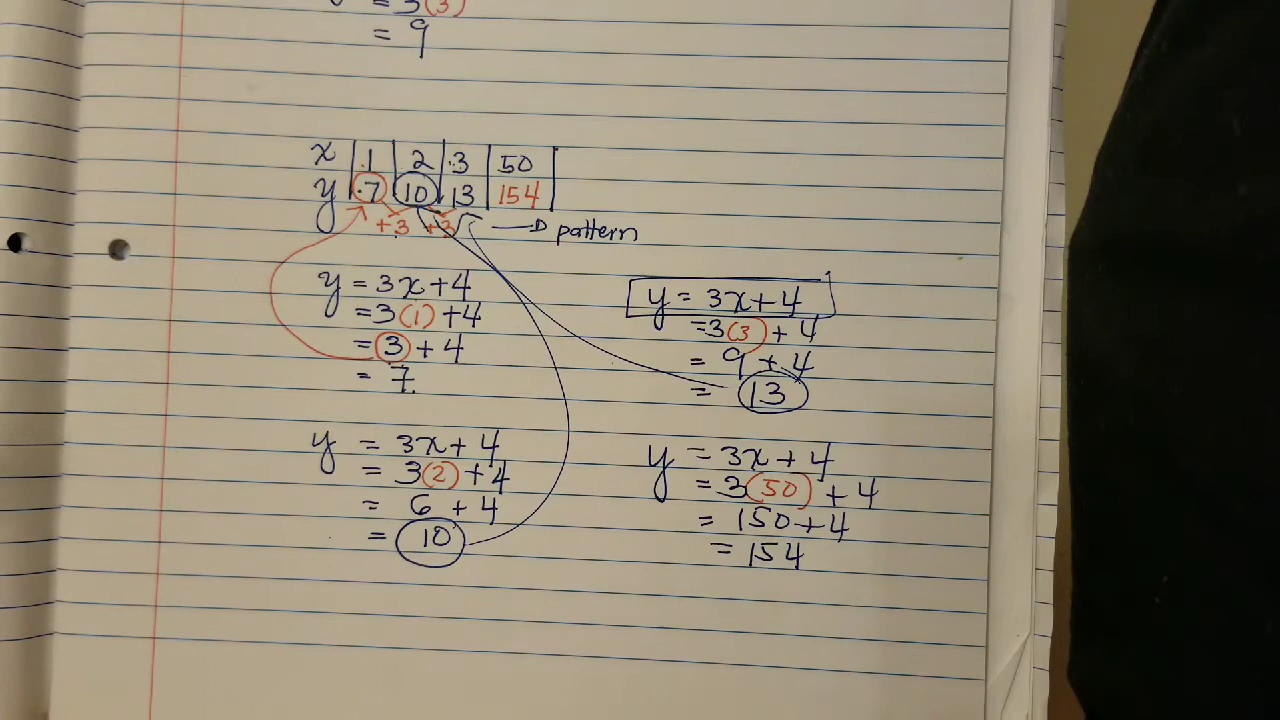 = 3(3)
= 9
x 1 2 3 50
y 7 10 13 154
+3 +3 → pattern
y = 3x + 4
= 3(1) + 4
= 3 + 4
= 7
y = 3x + 4
= 3(2) + 4
= 6 + 4
= 10
y = 3x + 4
= 3(3) + 4
= 9 + 4
= 13
y = 3x + 4
= 3(50) + 4
= 150 + 4
= 154